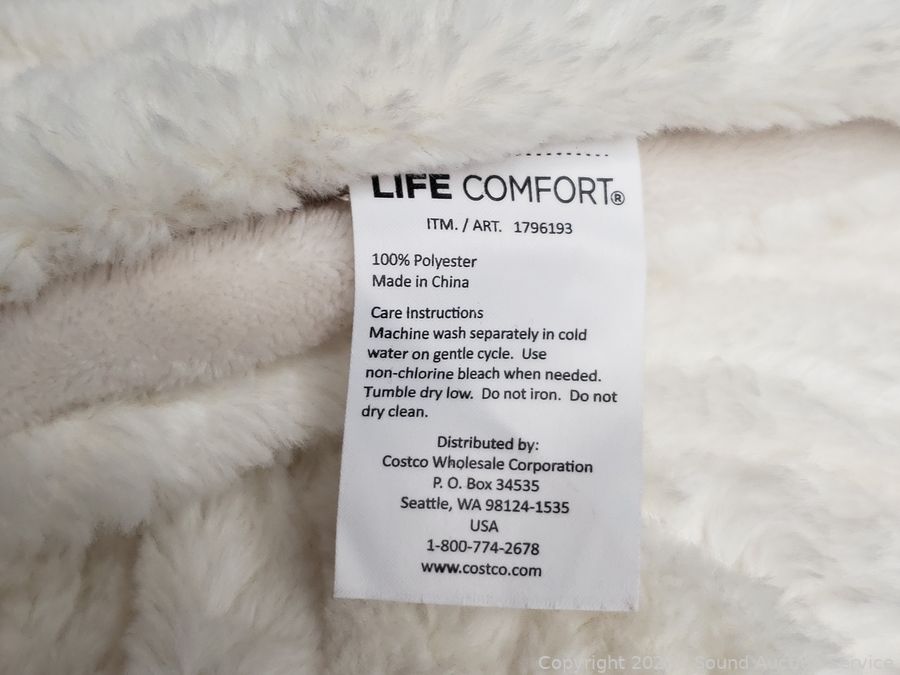 LIFE COMFORT®
ITM. / ART. 1796193
100% Polyester
Made in China
Care Instructions
Machine wash separately in cold
water on gentle cycle. Use
non-chlorine bleach when needed.
Tumble dry low. Do not iron. Do not
dry clean.
Distributed by:
Costco Wholesale Corporation
P. O. Box 34535
Seattle, WA 98124-1535
USA
1-800-774-2678
www.costco.com
Copyright Sound Auction Service